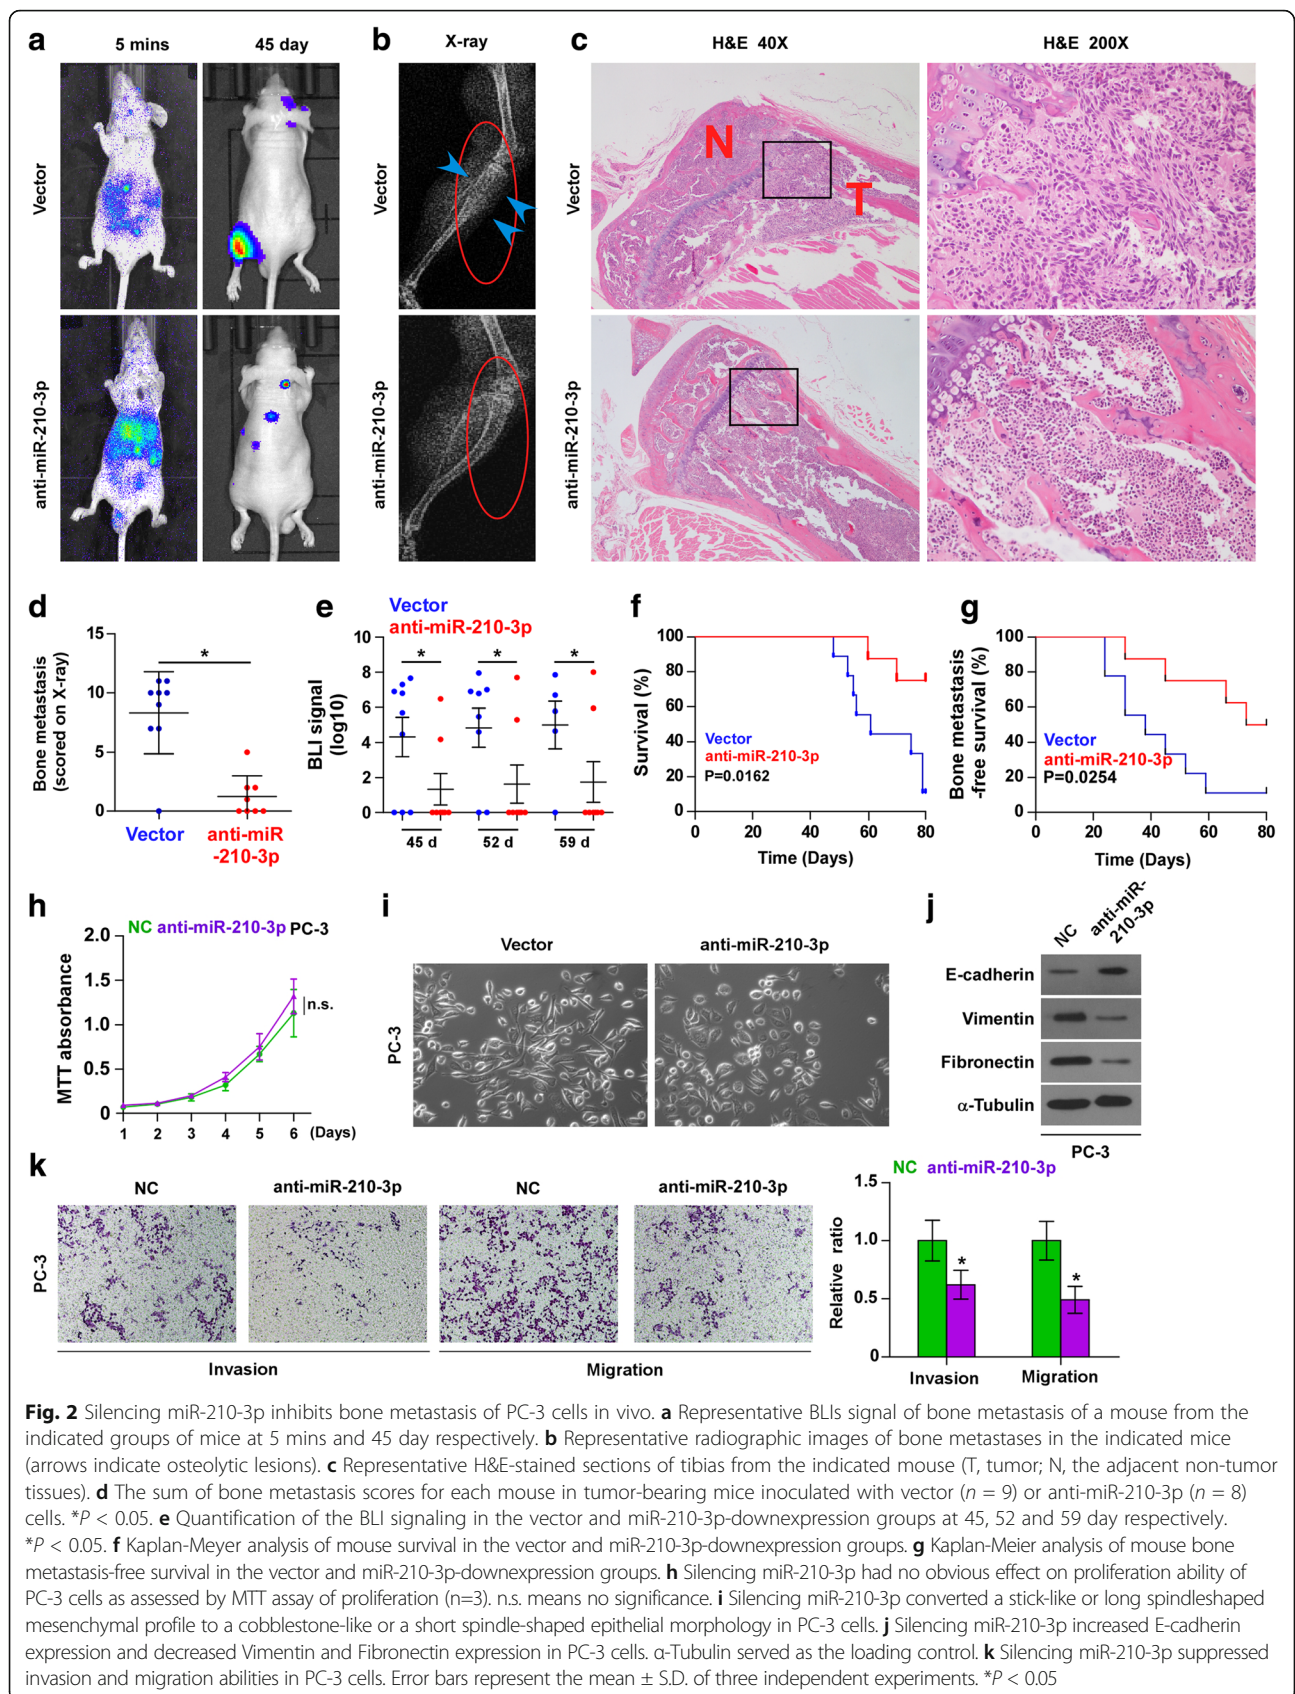 a
5 mins
45 day
b
X-ray
c
H&E 40X
H&E 200X
Vector
Vector
Vector
N
T
anti-miR-210-3p
anti-miR-210-3p
anti-miR-210-3p
d
Bone metastasis
(scored on X-ray)
15
10
5
0
*
Vector
anti-miR
-210-3p
e
Vector
anti-miR-210-3p
BLI signal
(log10)
10
8
6
4
2
0
*
*
*
45 d
52 d
59 d
f
Survival (%)
100
80
60
40
20
0
Vector
anti-miR-210-3p
P=0.0162
0
20
40
60
80
Time (Days)
g
Bone metastasis
-free survival (%)
100
80
60
40
20
0
Vector
anti-miR-210-3p
P=0.0254
0
20
40
60
80
Time (Days)
h
NC anti-miR-210-3p PC-3
MTT absorbance
2.0
1.5
1.0
0.5
0
n.s.
1 2 3 4 5 6 (Days)
i
Vector
anti-miR-210-3p
PC-3
j
NC
anti-miR-
210-3p
E-cadherin
Vimentin
Fibronectin
α-Tubulin
PC-3
k
NC
anti-miR-210-3p
NC
anti-miR-210-3p
PC-3
Invasion
Migration
NC anti-miR-210-3p
Relative ratio
1.5
1.0
0.5
0
*
*
Invasion
Migration
Fig. 2 Silencing miR-210-3p inhibits bone metastasis of PC-3 cells in vivo. a Representative BLIs signal of bone metastasis of a mouse from the
indicated groups of mice at 5 mins and 45 day respectively. b Representative radiographic images of bone metastases in the indicated mice
(arrows indicate osteolytic lesions). c Representative H&E-stained sections of tibias from the indicated mouse (T, tumor; N, the adjacent non-tumor
tissues). d The sum of bone metastasis scores for each mouse in tumor-bearing mice inoculated with vector (n = 9) or anti-miR-210-3p (n = 8)
cells. *P < 0.05. e Quantification of the BLI signaling in the vector and miR-210-3p-downexpression groups at 45, 52 and 59 day respectively.
*P < 0.05. f Kaplan-Meyer analysis of mouse survival in the vector and miR-210-3p-downexpression groups. g Kaplan-Meier analysis of mouse bone
metastasis-free survival in the vector and miR-210-3p-downexpression groups. h Silencing miR-210-3p had no obvious effect on proliferation ability of
PC-3 cells as assessed by MTT assay of proliferation (n=3). n.s. means no significance. i Silencing miR-210-3p converted a stick-like or long spindleshaped
mesenchymal profile to a cobblestone-like or a short spindle-shaped epithelial morphology in PC-3 cells. j Silencing miR-210-3p increased E-cadherin
expression and decreased Vimentin and Fibronectin expression in PC-3 cells. α-Tubulin served as the loading control. k Silencing miR-210-3p suppressed
invasion and migration abilities in PC-3 cells. Error bars represent the mean ± S.D. of three independent experiments. *P < 0.05